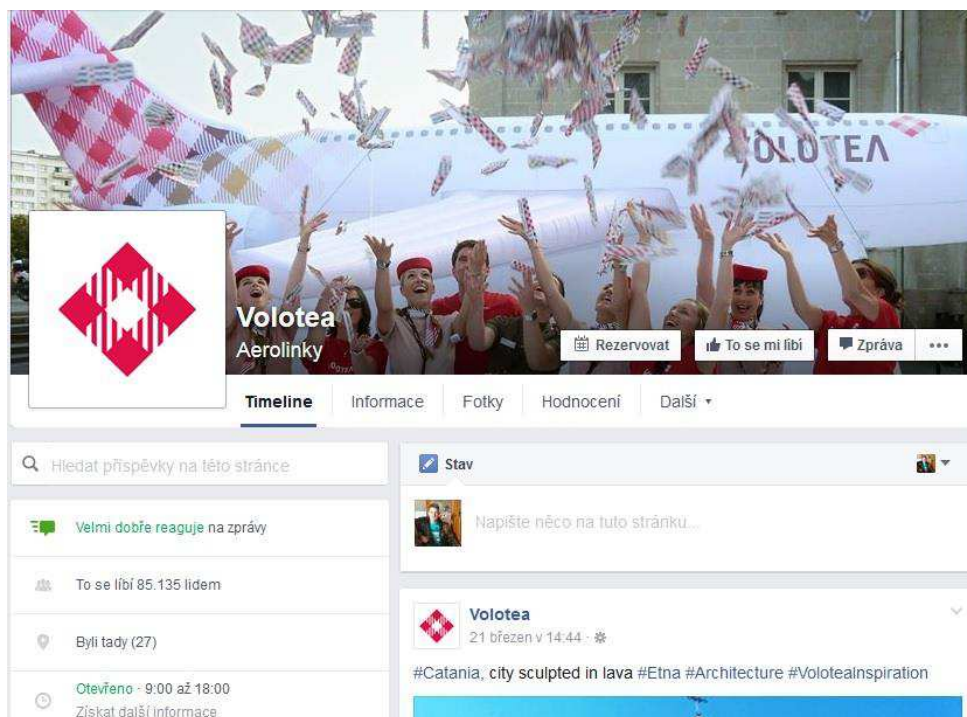 VOLOTEA
Volotea
Aerolinky
Rezervovat
To se mi líbí
Zpráva
Timeline
Informace
Fotky
Hodnocení
Další
Hledat příspěvky na této stránce
Velmi dobře reaguje na zprávy
To se líbí 85.135 lidem
Byli tady (27)
Otevřeno · 9:00 až 18:00
Získat další informace
Stav
Napište něco na tuto stránku...
Volotea
21 březen v 14:44 ·
#Catania, city sculpted in lava #Etna #Architecture #VoloteaInspiration